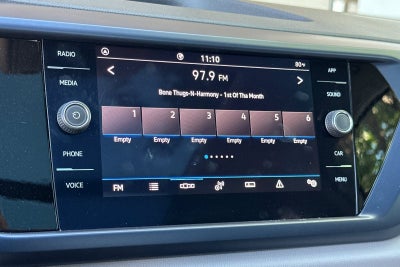 RADIO
MEDIA
PHONE
VOICE
11:10
80°F
97.9 FM
Bone Thugs-N-Harmony - 1st Of Tha Month
1 2 3 4 5 6
Empty Empty Empty Empty Empty Empty
FM
APP
SOUND
CAR
MENU